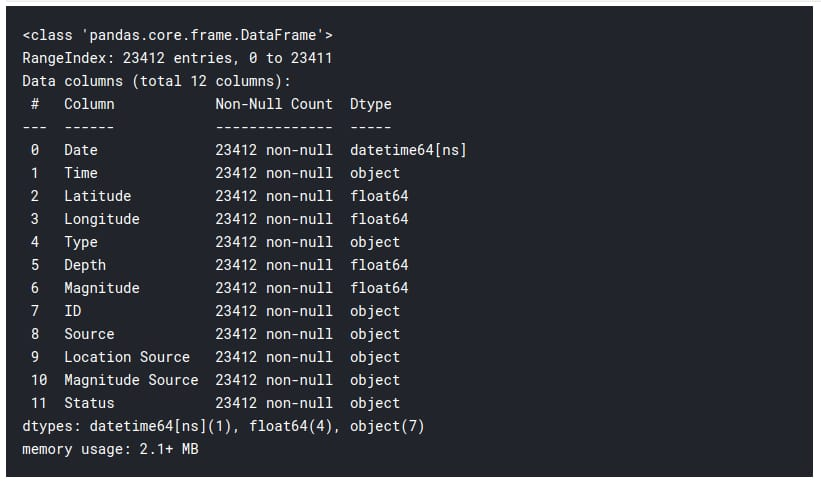 <class 'pandas.core.frame.DataFrame'>
RangeIndex: 23412 entries, 0 to 23411
Data columns (total 12 columns):
 #   Column            Non-Null Count  Dtype
---  ------            --------------  -----
 0   Date              23412 non-null  datetime64[ns]
 1   Time              23412 non-null  object
 2   Latitude          23412 non-null  float64
 3   Longitude         23412 non-null  float64
 4   Type              23412 non-null  object
 5   Depth             23412 non-null  float64
 6   Magnitude         23412 non-null  float64
 7   ID                23412 non-null  object
 8   Source            23412 non-null  object
 9   Location Source   23412 non-null  object
 10  Magnitude Source  23412 non-null  object
 11  Status            23412 non-null  object
dtypes: datetime64[ns](1), float64(4), object(7)
memory usage: 2.1+ MB